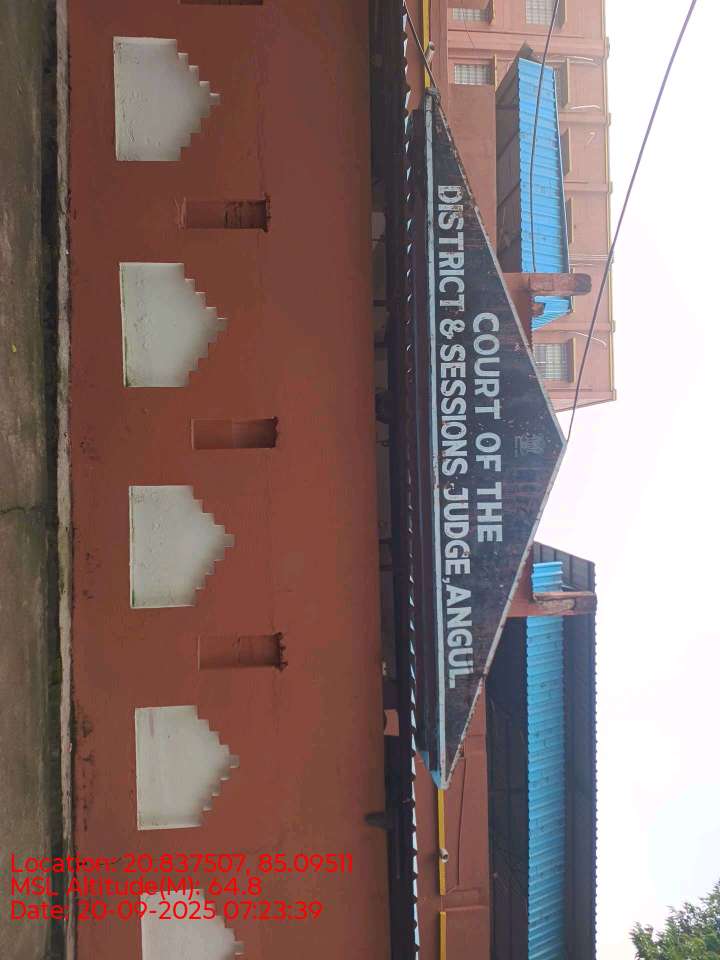 COURT OF THE
DISTRICT & SESSIONS JUDGE, ANGUL.
Location: 20.837507, 85.09511
MSL Altitude(M): 64.8
Date: 20-09-2025 07:23:39